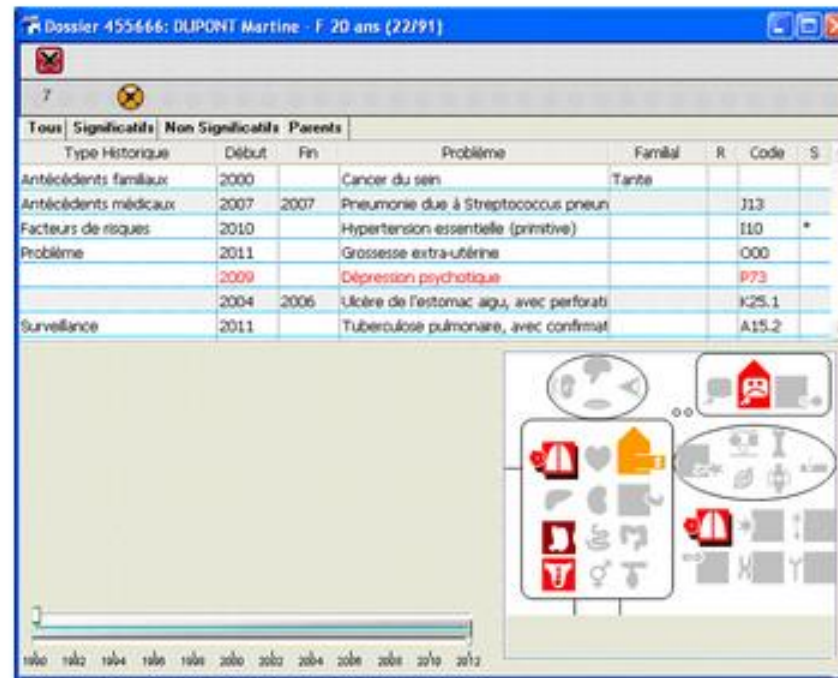 Dossier 455666: DUPONT Martine - F 20 ans (22/91)
7
Tous Significatifs Non Significatifs Parents
Type Historique Début Fin Problème Familial R Code S
Antécédents familiaux 2000 Cancer du sein Tante
Antécédents médicaux 2007 2007 Pneumonie due à Streptococcus pneun J13
Facteurs de risques 2010 Hypertension essentielle (primitive) I10 *
Problème 2011 Grossesse extra-utérine O00
2009 Dépression psychotique P73
2004 2006 Ulcère de l'estomac aigu, avec perforati K25.1
Surveillance 2011 Tuberculose pulmonaire, avec confirmat A15.2
1990 1992 1994 1996 1998 2000 2002 2004 2006 2008 2010 2012